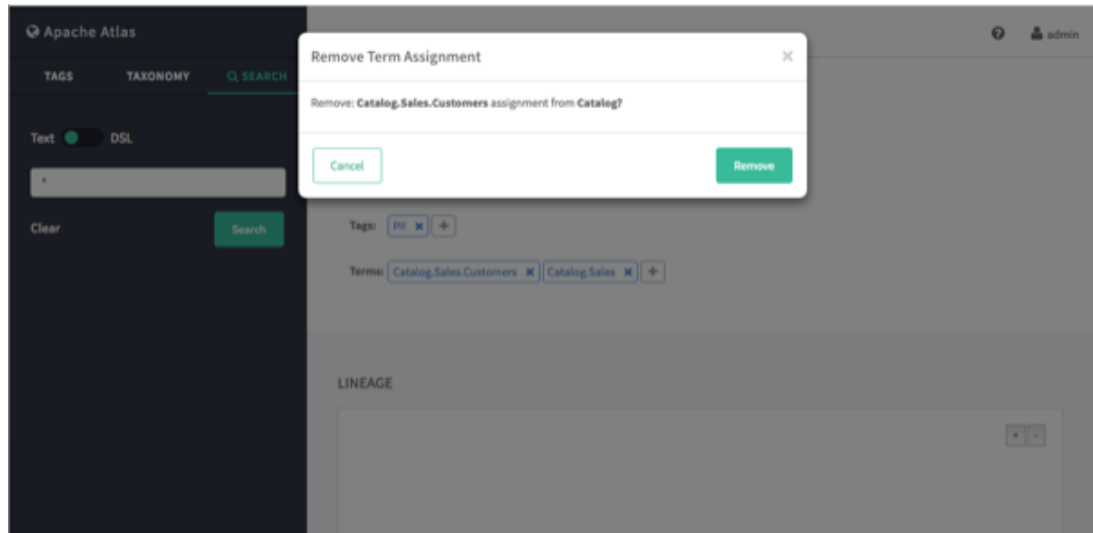 Apache Atlas
admin
TAGS TAXONOMY SEARCH
Remove Term Assignment ×
Remove: Catalog.Sales.Customers assignment from Catalog?
Cancel Remove
Text DSL
*
Clear Search
Tags: PII × +
Terms: Catalog.Sales.Customers × Catalog.Sales × +
LINEAGE
+ -